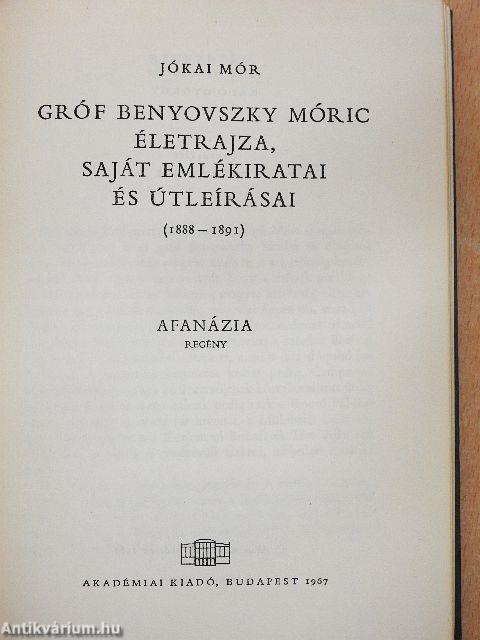 JÓKAI MÓR
GRÓF BENYOVSZKY MÓRIC
ÉLETRAJZA,
SAJÁT EMLÉKIRATAI
ÉS ÚTLEÍRÁSAI
(1888–1891)
AFANÁZIA
REGÉNY
AKADÉMIAI KIADÓ, BUDAPEST 1967
Antikvárium.hu